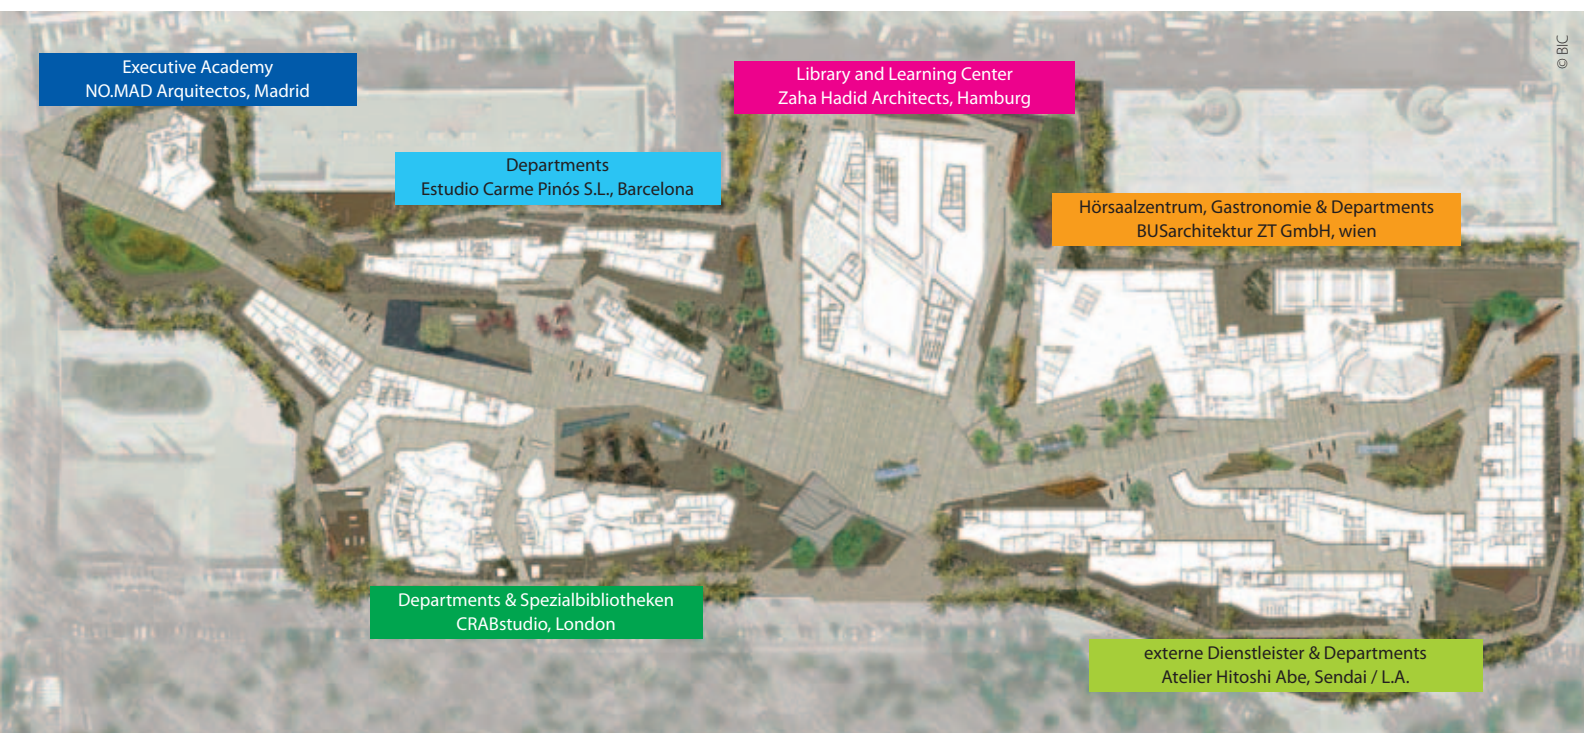 © BIC
Executive Academy
NO.MAD Arquitectos, Madrid
Library and Learning Center
Zaha Hadid Architects, Hamburg
Departments
Estudio Carme Pinós S.L., Barcelona
Hörsaalzentrum, Gastronomie & Departments
BUSarchitektur ZT GmbH, wien
Departments & Spezialbibliotheken
CRABstudio, London
externe Dienstleister & Departments
Atelier Hitoshi Abe, Sendai / L.A.